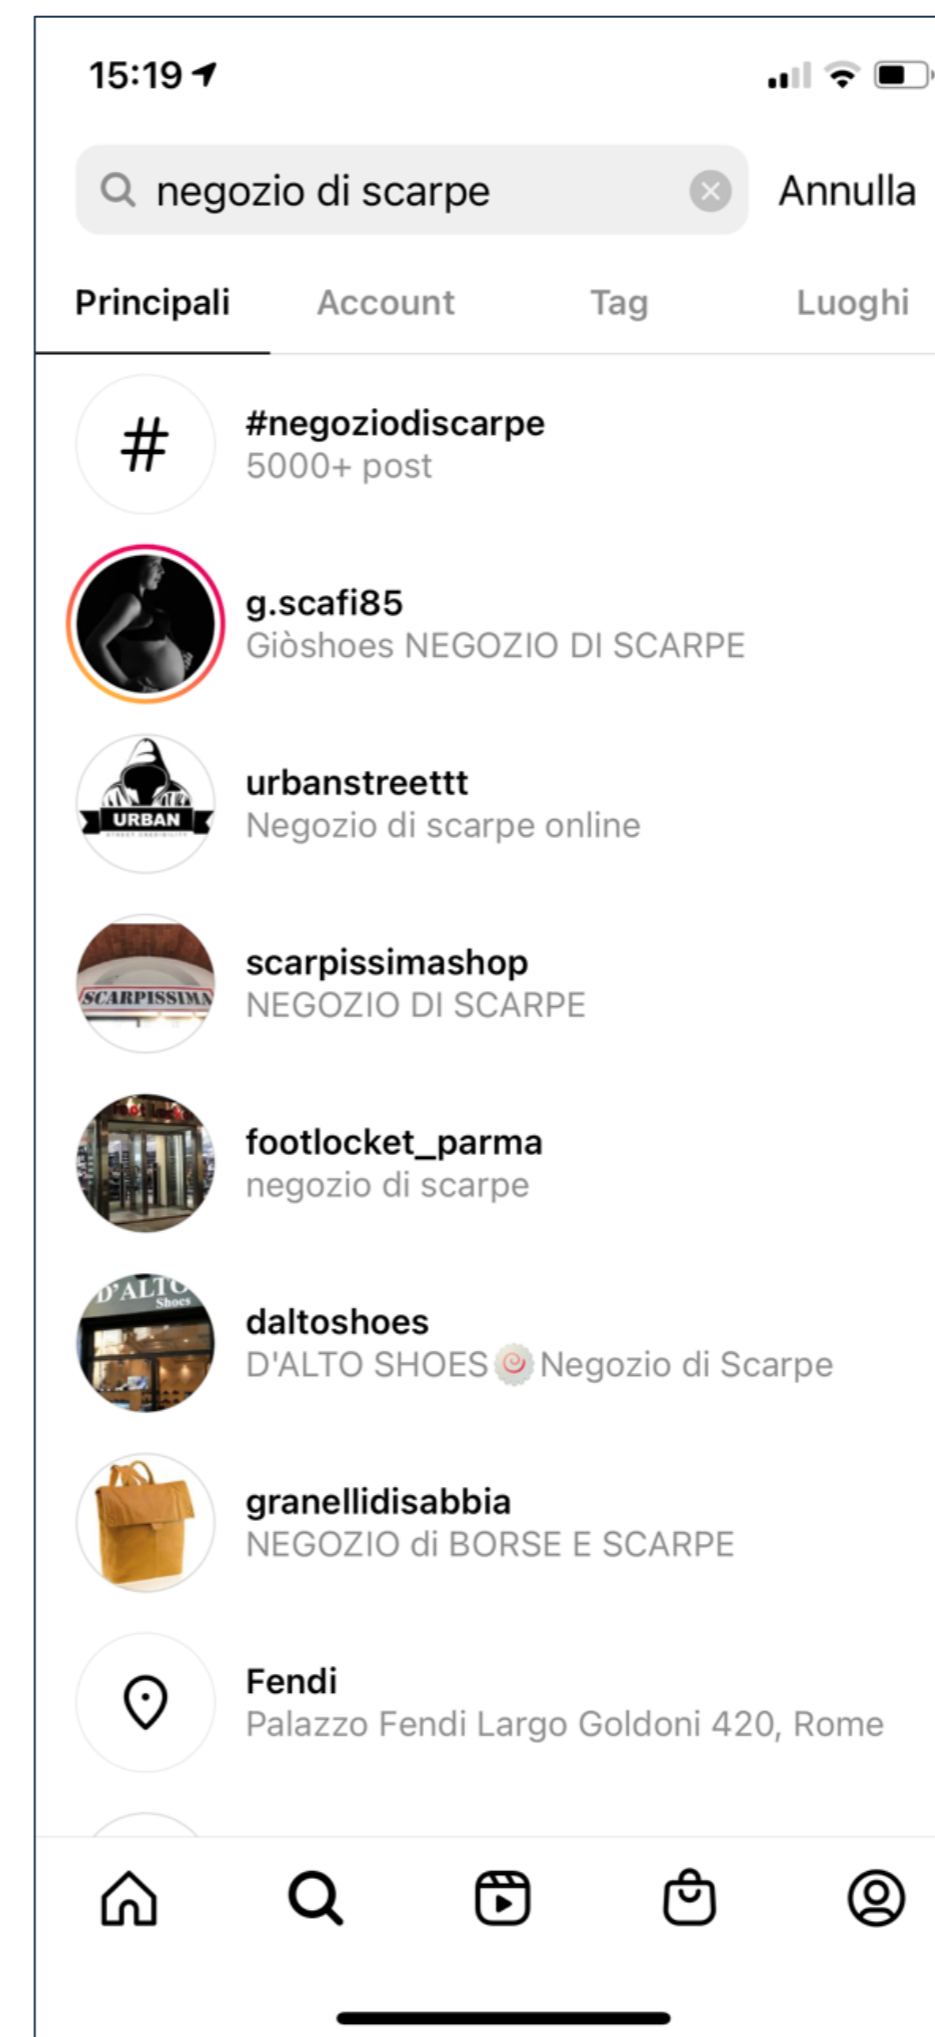 15:19
negozio di scarpe
Annulla
Principali Account Tag Luoghi
#
#negoziodiscarpe
5000+ post
g.scafi85
Giòshoes NEGOZIO DI SCARPE
URBAN
STREET CREDIBILITY
urbanstreettt
Negozio di scarpe online
SCARPISSIMA
scarpissimashop
NEGOZIO DI SCARPE
footlocket_parma
negozio di scarpe
D'ALTO
Shoes
daltoshoes
D'ALTO SHOES🍥Negozio di Scarpe
granellidisabbia
NEGOZIO di BORSE E SCARPE
Fendi
Palazzo Fendi Largo Goldoni 420, Rome